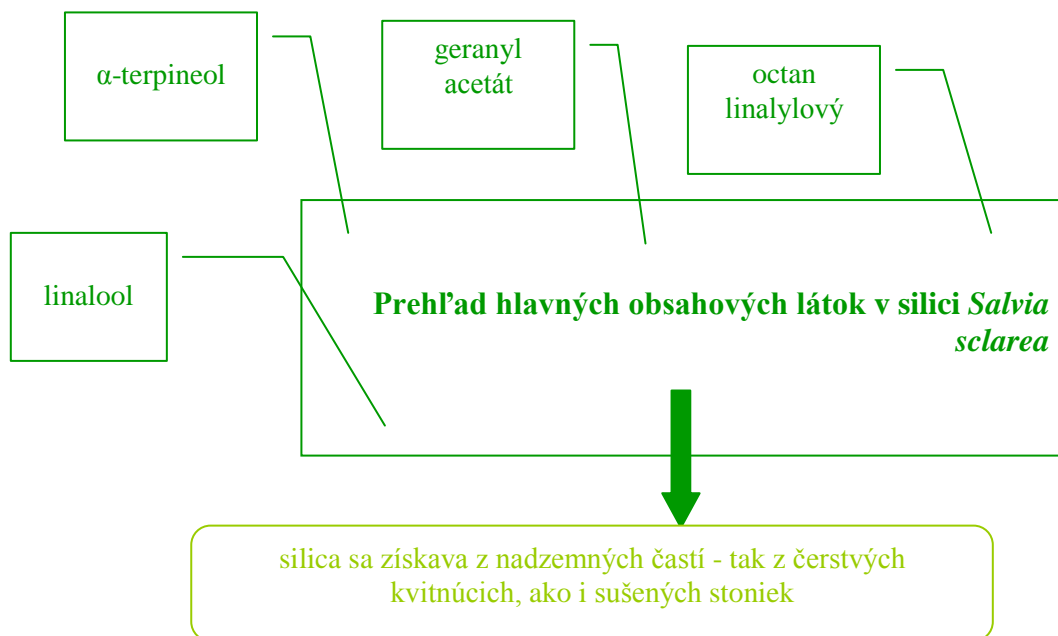 α-terpineol
geranyl
acetát
octan
linalylový
linalool
Prehľad hlavných obsahových látok v silici Salvia
sclarea
silica sa získava z nadzemných častí - tak z čerstvých
kvitnúcich, ako i sušených stoniek